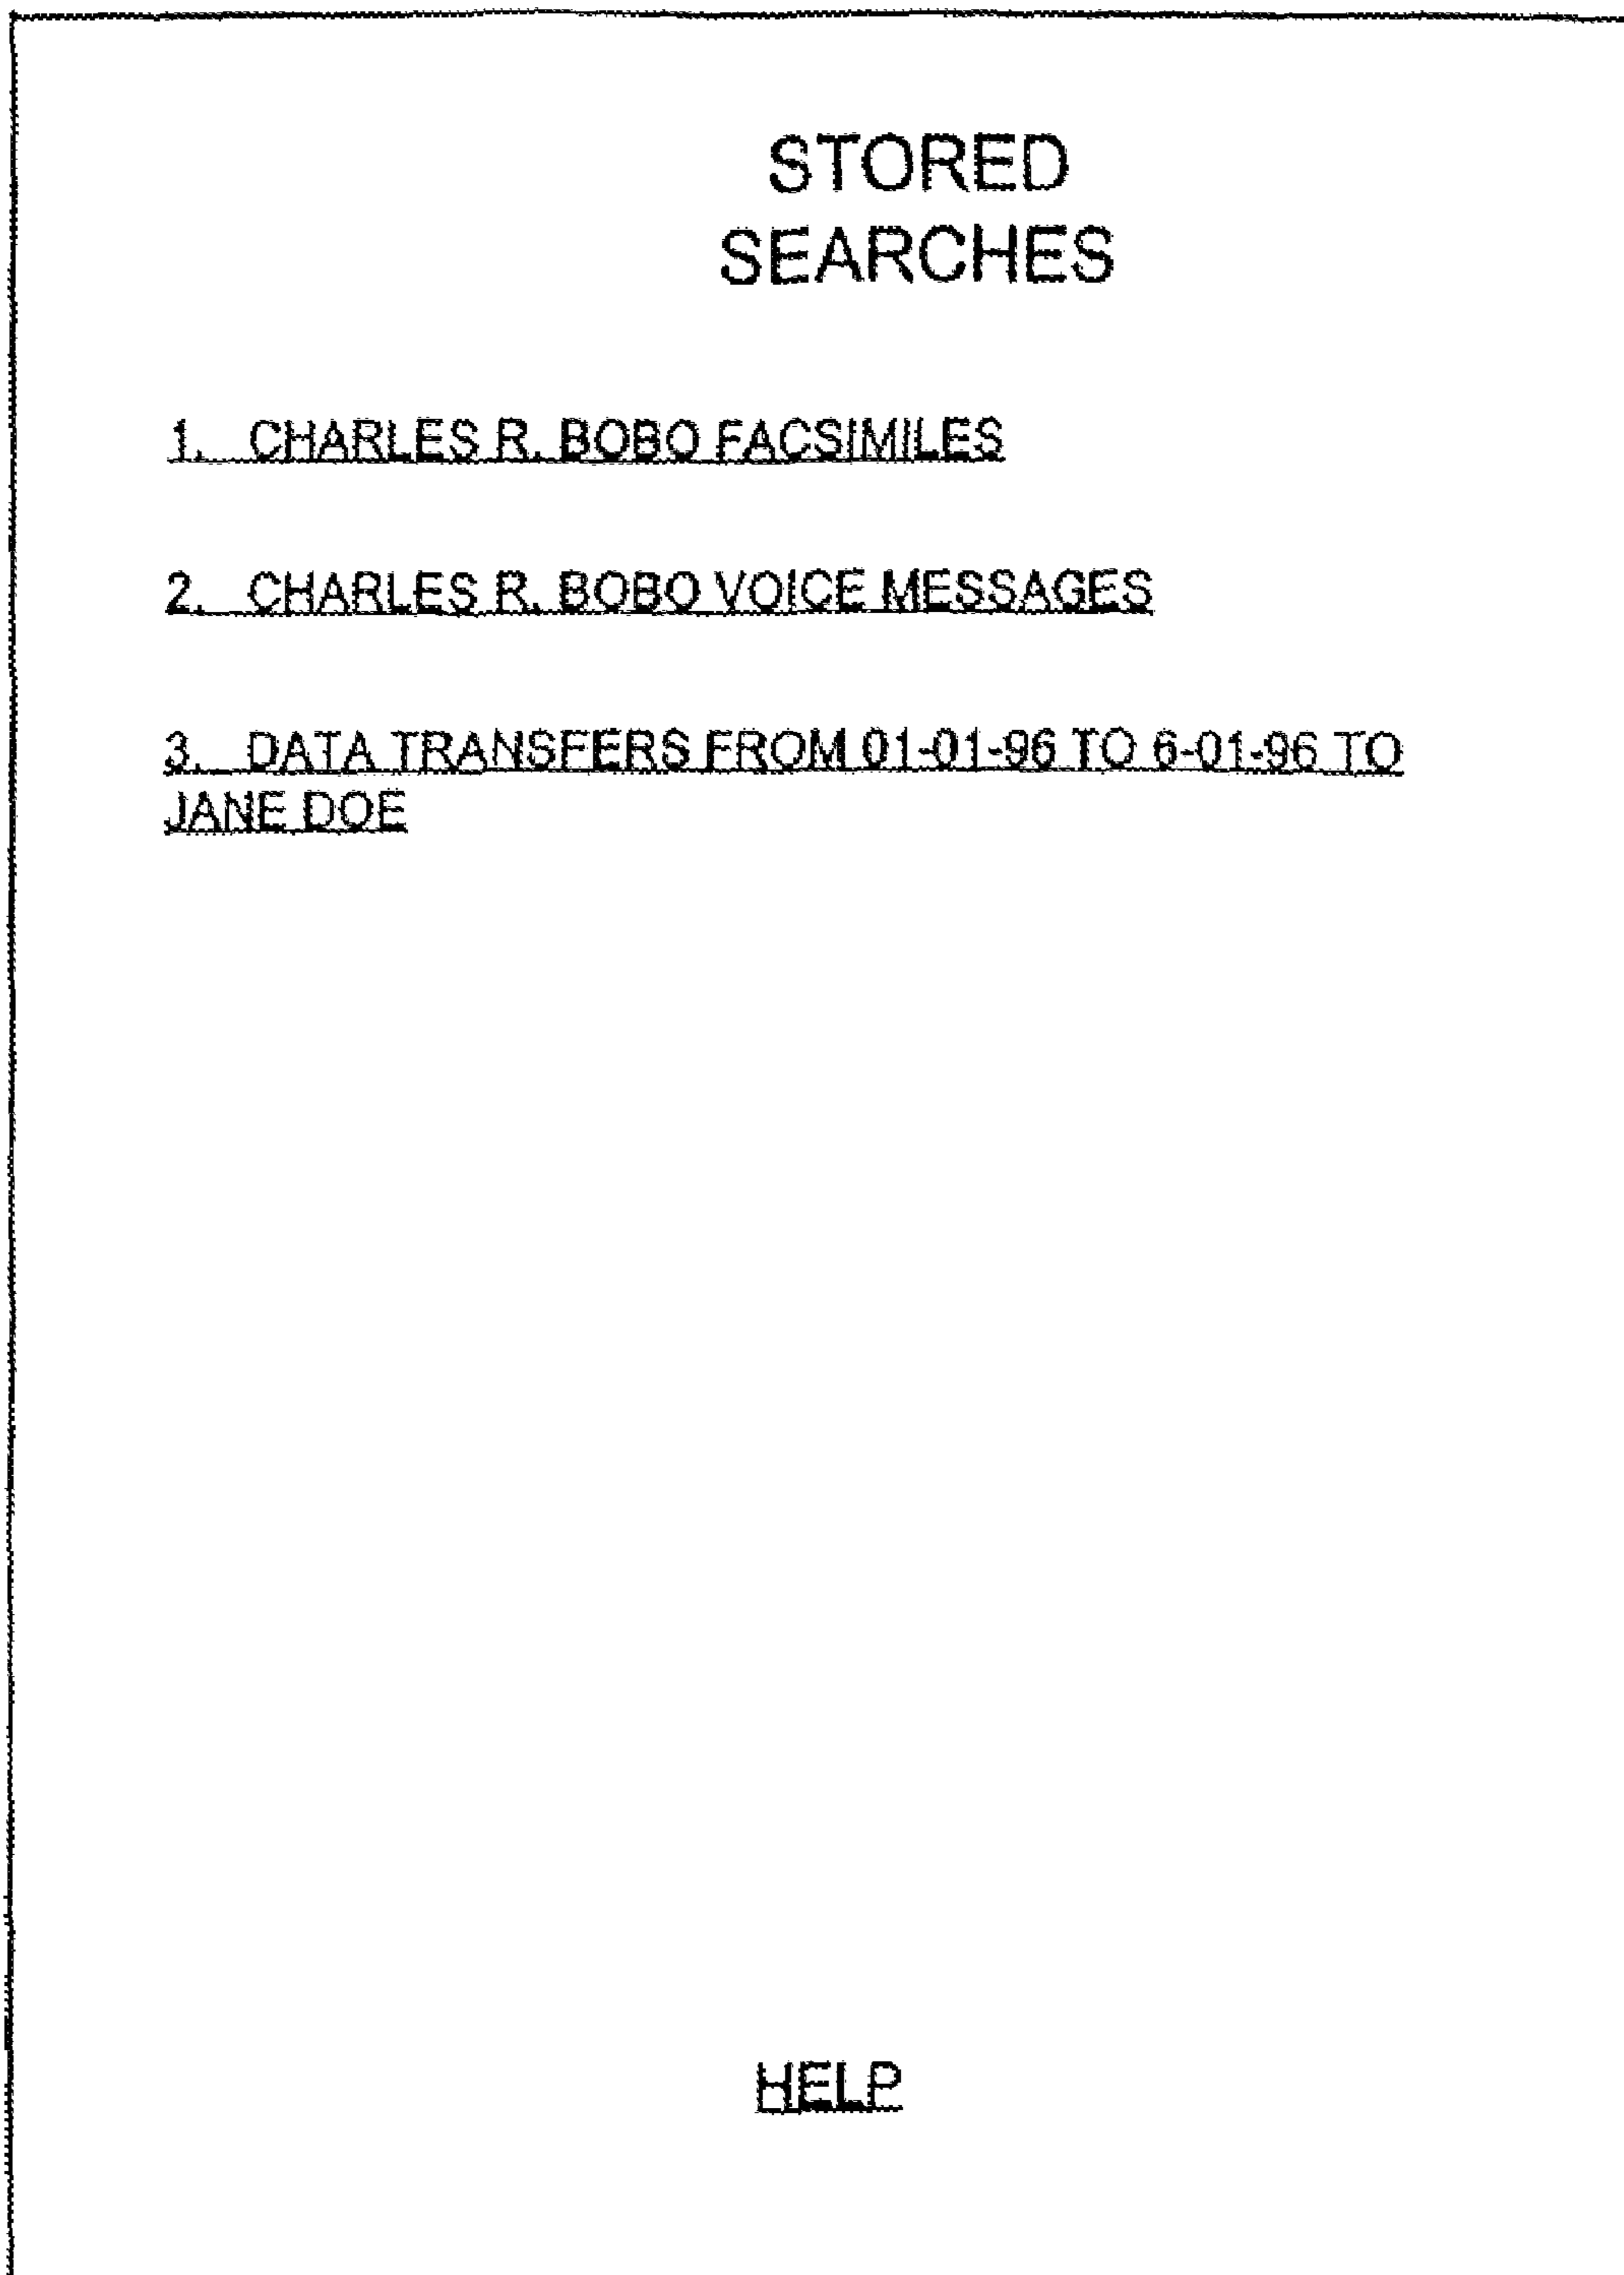 STORED
SEARCHES
1. CHARLES R. BOBO FACSIMILES
2. CHARLES R. BOBO VOICE MESSAGES
3. DATA TRANSFERS FROM 01-01-96 TO 6-01-96 TO
JANE DOE
HELP